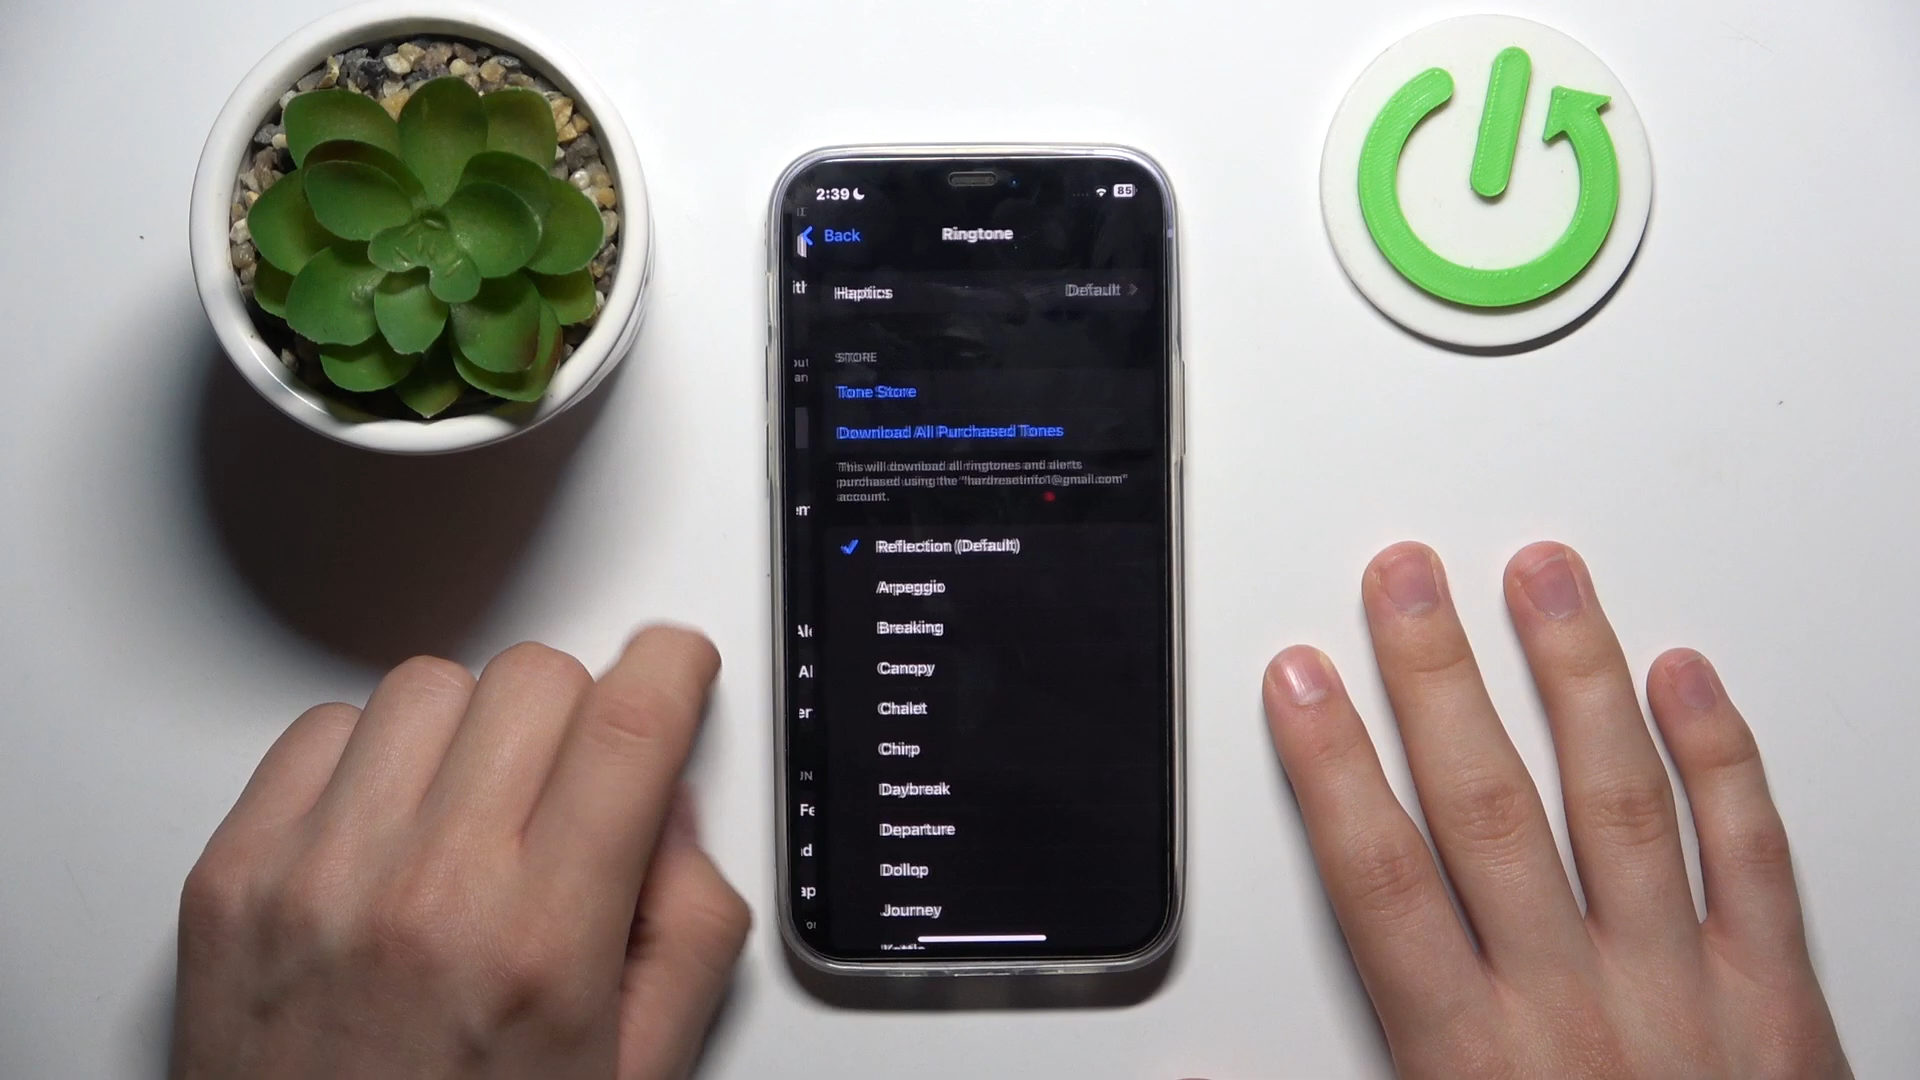 2:39
85
Back
Ringtone
Haptics
Default
STORE
Tone Store
Download All Purchased Tones
This will download all ringtones and alerts
purchased using the "hardresetinfo1@gmail.com"
account.
Reflection (Default)
Arpeggio
Breaking
Canopy
Chalet
Chirp
Daybreak
Departure
Dollop
Journey